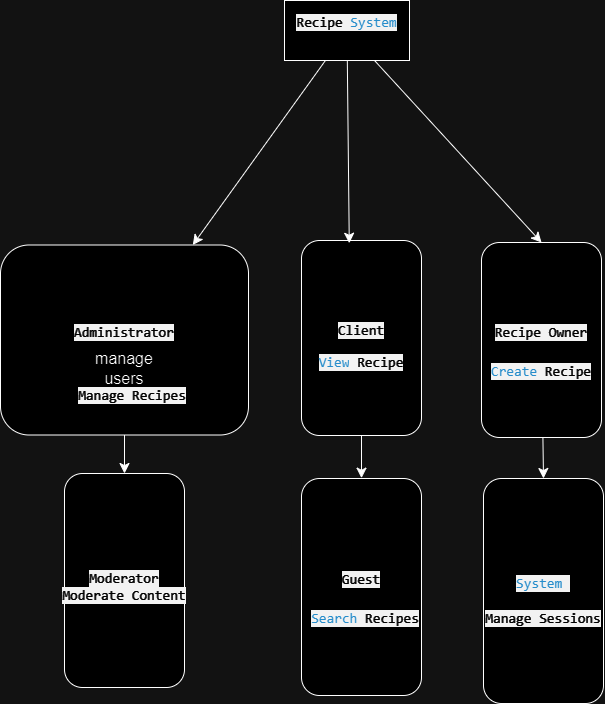 Recipe System
Administrator
manage
users
Manage Recipes
Client
View Recipe
Recipe Owner
Create Recipe
Moderator
Moderate Content
Guest
Search Recipes
System
Manage Sessions